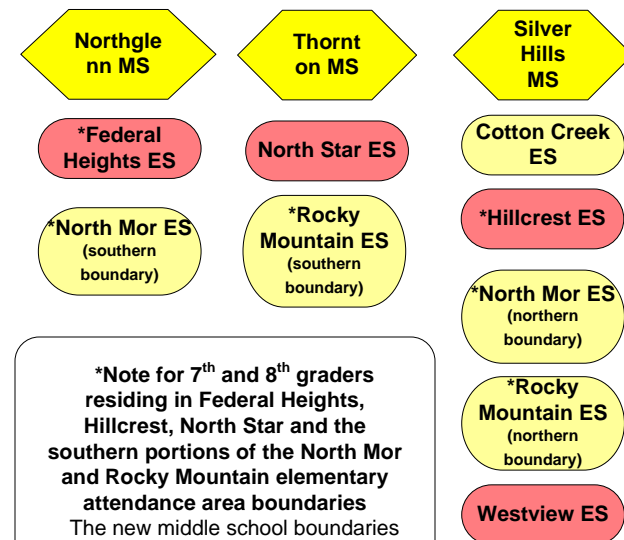 Northgle
nn MS
*Federal
Heights ES
*North Mor ES
(southern
boundary)
Thornt
on MS
North Star ES
*Rocky
Mountain ES
(southern
boundary)
Silver
Hills
MS
Cotton Creek
ES
*Hillcrest ES
*North Mor ES
(northern
boundary)
*Rocky
Mountain ES
(northern
boundary)
Westview ES
*Note for 7th and 8th graders
residing in Federal Heights,
Hillcrest, North Star and the
southern portions of the North Mor
and Rocky Mountain elementary
attendance area boundaries
The new middle school boundaries